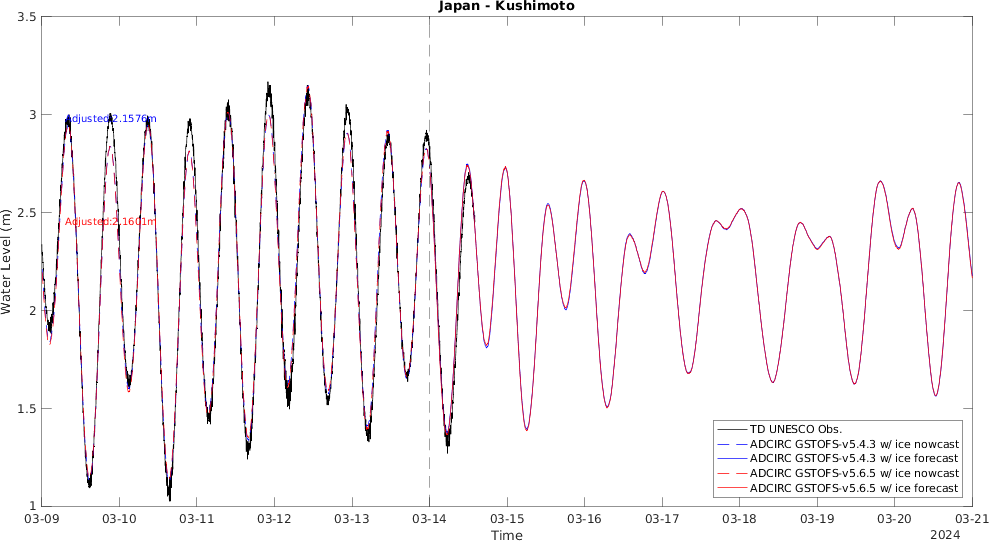 Japan - Kushimoto
3.5
3
2.5
2
1.5
1
Water Level (m)
Adjusted:2.1576m
Adjusted:2.1601m
TD UNESCO Obs.
ADCIRC GSTOFS-v5.4.3 w/ ice nowcast
ADCIRC GSTOFS-v5.4.3 w/ ice forecast
ADCIRC GSTOFS-v5.6.5 w/ ice nowcast
ADCIRC GSTOFS-v5.6.5 w/ ice forecast
03-09 03-10 03-11 03-12 03-13 03-14 03-15 03-16 03-17 03-18 03-19 03-20 03-21
Time
2024